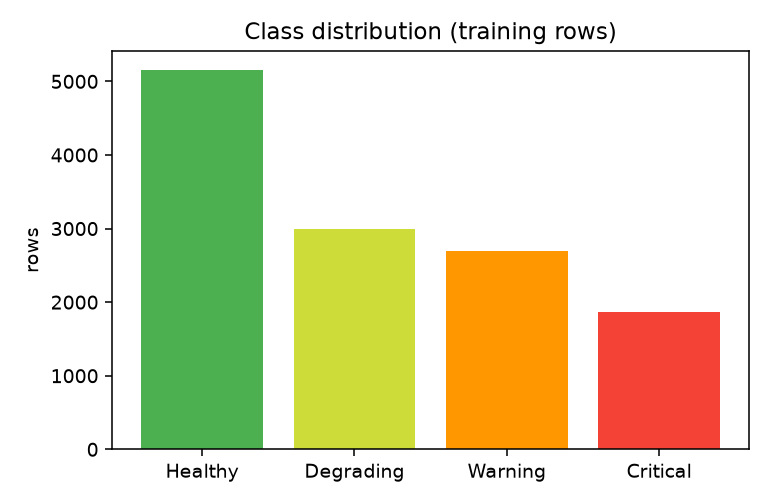 Class distribution (training rows)
5000
4000
3000
2000
1000
0
rows
Healthy Degrading Warning Critical